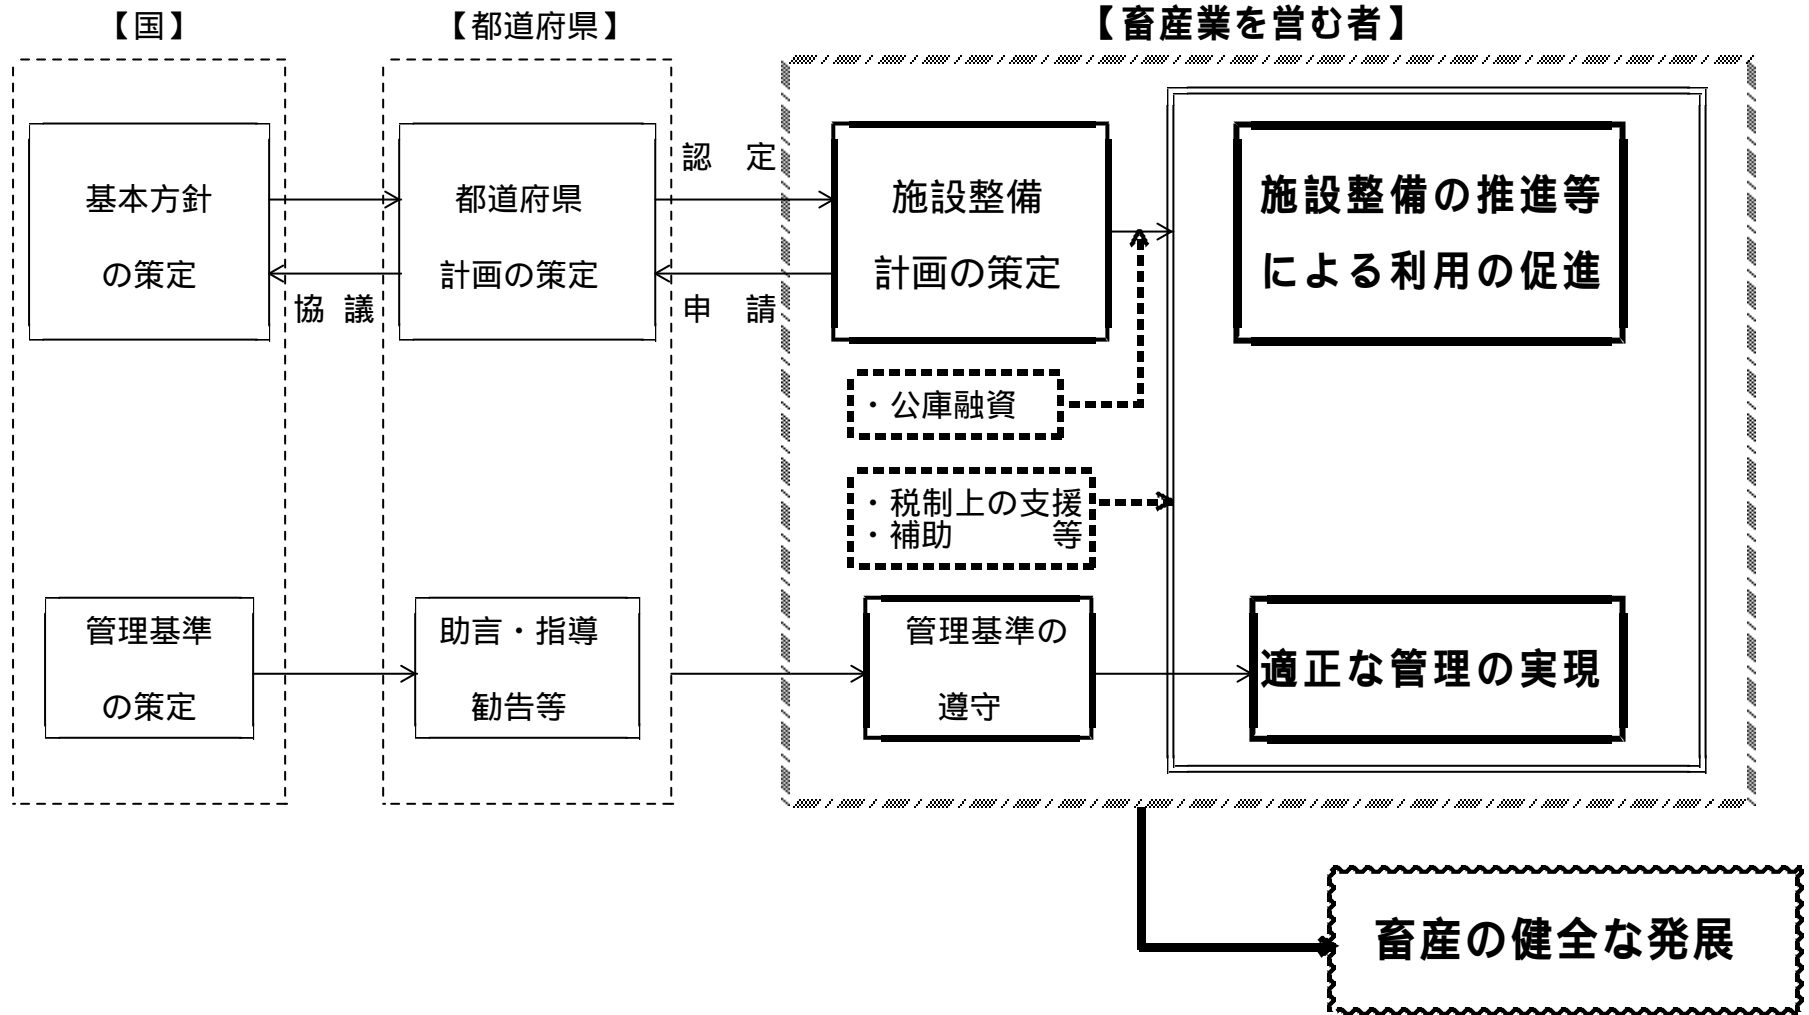 【国】
【都道府県】
【畜産業を営む者】
基本方針
の策定
協 議
都道府県
計画の策定
認　定
申　請
施設整備
計画の策定
施設整備の推進等
による利用の促進
・公庫融資
・税制上の支援
・補助　　　等
管理基準
の策定
助言・指導
勧告等
管理基準の
遵守
適正な管理の実現
畜産の健全な発展